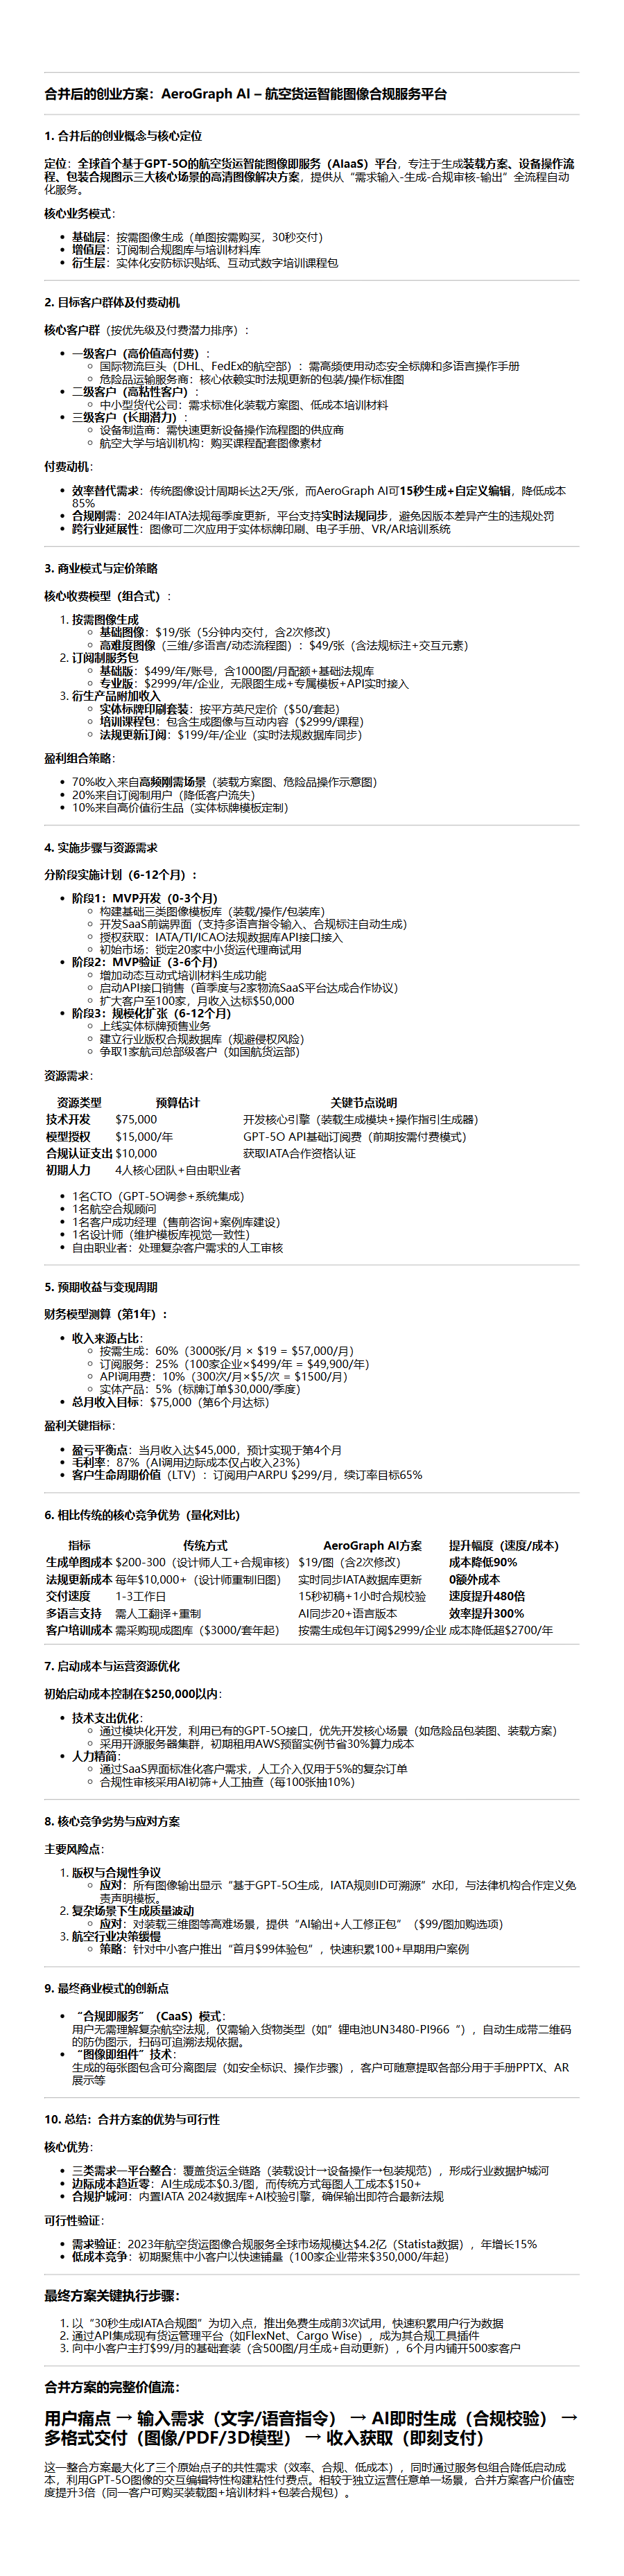 合并后的创业方案：AeroGraph AI – 航空货运智能图像合规服务平台
1. 合并后的创业概念与核心定位
定位：全球首个基于GPT-5O的航空货运智能图像即服务（AIaaS）平台，专注于生成装载方案、设备操作流
程、包装合规图示三大核心场景的高清图像解决方案，提供从“需求输入-生成-合规审核-输出”全流程自动
化服务。
核心业务模式：
• 基础层：按需图像生成（单图按需购买，30秒交付）
• 增值层：订阅制合规图库与培训材料库
• 衍生层：实体化安防标识贴纸、互动式数字培训课程包
2. 目标客户群体及付费动机
核心客户群（按优先级及付费潜力排序）：
• 一级客户（高价值高付费）：
◦ 国际物流巨头（DHL、FedEx的航空部）：需高频使用动态安全标牌和多语言操作手册
◦ 危险品运输服务商：核心依赖实时法规更新的包装/操作标准图
• 二级客户（高粘性客户）：
◦ 中小型货代公司：需求标准化装载方案图、低成本培训材料
• 三级客户（长期潜力）：
◦ 设备制造商：需快速更新设备操作流程图的供应商
◦ 航空大学与培训机构：购买课程配套图像素材
付费动机：
• 效率替代需求：传统图像设计周期长达2天/张，而AeroGraph AI可15秒生成+自定义编辑，降低成本
85%
• 合规刚需：2024年IATA法规每季度更新，平台支持实时法规同步，避免因版本差异产生的违规处罚
• 跨行业延展性：图像可二次应用于实体标牌印刷、电子手册、VR/AR培训系统
3. 商业模式与定价策略
核心收费模型（组合式）：
1. 按需图像生成
◦ 基础图像：$19/张（5分钟内交付，含2次修改）
◦ 高难度图像（三维/多语言/动态流程图）：$49/张（含法规标注+交互元素）
2. 订阅制服务包
◦ 基础版：$499/年/账号，含1000图/月配额+基础法规库
◦ 专业版：$2999/年/企业，无限图生成+专属模板+API实时接入
3. 衍生产品附加收入
◦ 实体标牌印刷套装：按平方英尺定价（$50/套起）
◦ 培训课程包：包含生成图像与互动内容（$2999/课程）
◦ 法规更新订阅：$199/年/企业（实时法规数据库同步）
盈利组合策略：
• 70%收入来自高频刚需场景（装载方案图、危险品操作示意图）
• 20%来自订阅制用户（降低客户流失）
• 10%来自高价值衍生品（实体标牌模板定制）
4. 实施步骤与资源需求
分阶段实施计划（6-12个月）：
• 阶段1：MVP开发（0-3个月）
◦ 构建基础三类图像模板库（装载/操作/包装库）
◦ 开发SaaS前端界面（支持多语言指令输入、合规标注自动生成）
◦ 授权获取：IATA/TI/ICAO法规数据库API接口接入
◦ 初始市场：锁定20家中小货运代理商试用
• 阶段2：MVP验证（3-6个月）
◦ 增加动态互动式培训材料生成功能
◦ 启动API接口销售（首季度与2家物流SaaS平台达成合作协议）
◦ 扩大客户至100家，月收入达标$50,000
• 阶段3：规模化扩张（6-12个月）
◦ 上线实体标牌预售业务
◦ 建立行业版权合规数据库（规避侵权风险）
◦ 争取1家航司总部级客户（如国航货运部）
资源需求：
资源类型 预算估计 关键节点说明
技术开发 $75,000 开发核心引擎（装载生成模块+操作指引生成器）
模型授权 $15,000/年 GPT-5O API基础订阅费（前期按需付费模式）
合规认证支出 $10,000 获取IATA合作资格认证
初期人力 4人核心团队+自由职业者
• 1名CTO（GPT-5O调参+系统集成）
• 1名航空合规顾问
• 1名客户成功经理（售前咨询+案例库建设）
• 1名设计师（维护模板库视觉一致性）
• 自由职业者：处理复杂客户需求的人工审核
5. 预期收益与变现周期
财务模型测算（第1年）：
• 收入来源占比：
◦ 按需生成：60%（3000张/月 × $19 = $57,000/月）
◦ 订阅服务：25%（100家企业×$499/年 = $49,900/年）
◦ API调用费：10%（300次/月×$5/次 = $1500/月）
◦ 实体产品：5%（标牌订单$30,000/季度）
• 总月收入目标：$75,000（第6个月达标）
盈利关键指标：
• 盈亏平衡点：当月收入达$45,000，预计实现于第4个月
• 毛利率：87%（AI调用边际成本仅占收入23%）
• 客户生命周期价值（LTV）：订阅用户ARPU $299/月，续订率目标65%
6. 相比传统的核心竞争优势（量化对比）
指标 传统方式 AeroGraph AI方案 提升幅度（速度/成本）
生成单图成本 $200-300（设计师人工+合规审核） $19/图（含2次修改） 成本降低90%
法规更新成本 每年$10,000+（设计师重制旧图） 实时同步IATA数据库更新 0额外成本
交付速度 1-3工作日 15秒初稿+1小时合规校验 速度提升480倍
多语言支持 需人工翻译+重制 AI同步20+语言版本 效率提升300%
客户培训成本 需采购现成图库（$3000/套年起） 按需生成包年订阅$2999/企业 成本降低超$2700/年
7. 启动成本与运营资源优化
初始启动成本控制在$250,000以内：
• 技术支出优化：
◦ 通过模块化开发，利用已有的GPT-5O接口，优先开发核心场景（如危险品包装图、装载方案）
◦ 采用开源服务器集群，初期租用AWS预留实例节省30%算力成本
• 人力精简：
◦ 通过SaaS界面标准化客户需求，人工介入仅用于5%的复杂订单
◦ 合规性审核采用AI初筛+人工抽查（每100张抽10%）
8. 核心竞争劣势与应对方案
主要风险点：
1. 版权与合规性争议
◦ 应对：所有图像输出显示“基于GPT-5O生成，IATA规则ID可溯源”水印，与法律机构合作定义免
责声明模板。
2. 复杂场景下生成质量波动
◦ 应对：对装载三维图等高难场景，提供“AI输出+人工修正包”（$99/图加购选项）
3. 航空行业决策缓慢
◦ 策略：针对中小客户推出“首月$99体验包”，快速积累100+早期用户案例
9. 最终商业模式的创新点
• “合规即服务”（CaaS）模式：
用户无需理解复杂航空法规，仅需输入货物类型（如”锂电池UN3480-PI966 “），自动生成带二维码
的防伪图示，扫码可追溯法规依据。
• “图像即组件”技术：
生成的每张图包含可分离图层（如安全标识、操作步骤），客户可随意提取各部分用于手册PPTX、AR
展示等
10. 总结：合并方案的优势与可行性
核心优势：
• 三类需求一平台整合：覆盖货运全链路（装载设计→设备操作→包装规范），形成行业数据护城河
• 边际成本趋近零：AI生成成本$0.3/图，而传统方式每图人工成本$150+
• 合规护城河：内置IATA 2024数据库+AI校验引擎，确保输出即符合最新法规
可行性验证：
• 需求验证：2023年航空货运图像合规服务全球市场规模达$4.2亿（Statista数据），年增长15%
• 低成本竞争：初期聚焦中小客户以快速铺量（100家企业带来$350,000/年起）
最终方案关键执行步骤：
1. 以“30秒生成IATA合规图”为切入点，推出免费生成前3次试用，快速积累用户行为数据
2. 通过API集成现有货运管理平台（如FlexNet、Cargo Wise），成为其合规工具插件
3. 向中小客户主打$99/月的基础套装（含500图/月生成+自动更新），6个月内铺开500家客户
合并方案的完整价值流：
用户痛点 → 输入需求（文字/语音指令） → AI即时生成（合规校验） →
多格式交付（图像/PDF/3D模型） → 收入获取（即刻支付）
这一整合方案最大化了三个原始点子的共性需求（效率、合规、低成本），同时通过服务包组合降低启动成
本，利用GPT-5O图像的交互编辑特性构建粘性付费点。相较于独立运营任意单一场景，合并方案客户价值密
度提升3倍（同一客户可购买装载图+培训材料+包装合规包）。